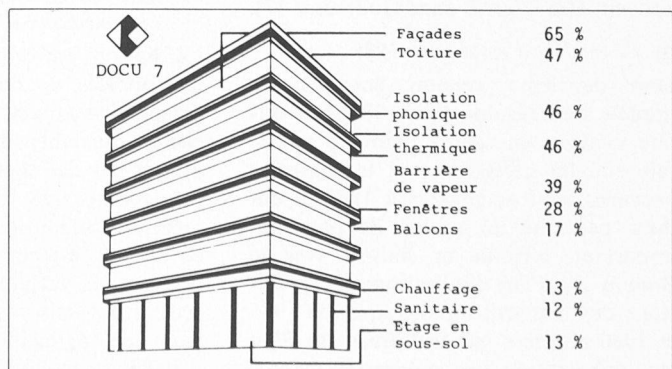 DOCU 7
Façades 65 %
Toiture 47 %
Isolation
phonique 46 %
Isolation
thermique 46 %
Barrière
de vapeur 39 %
Fenêtres 28 %
Balcons 17 %
Chauffage 13 %
Sanitaire 12 %
Etage en
sous-sol 13 %